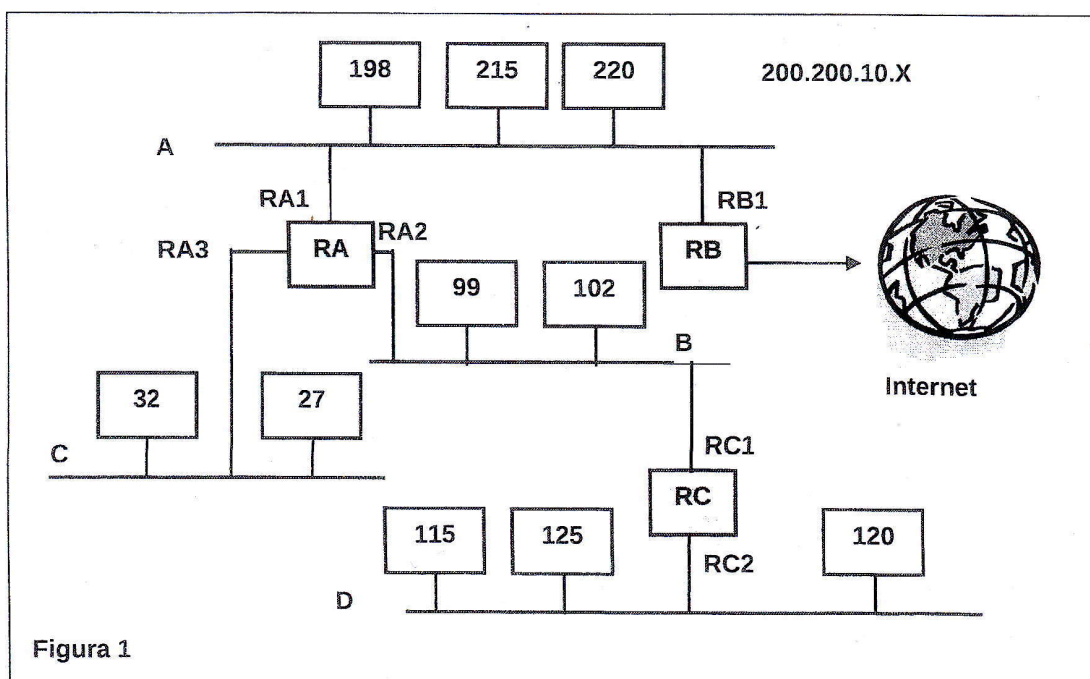 198 215 220 200.200.10.X
A
RA1 RB1
RA3 RA RA2 RB
99 102
B
Internet
32 27
C
RC1
RC
115 125 120
RC2
D
Figura 1